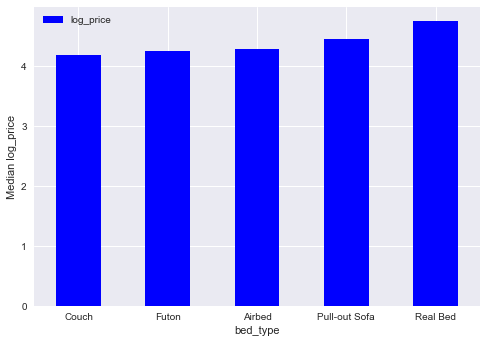 log_price
Median log_price
4
3
2
1
0
Couch Futon Airbed Pull-out Sofa Real Bed
bed_type